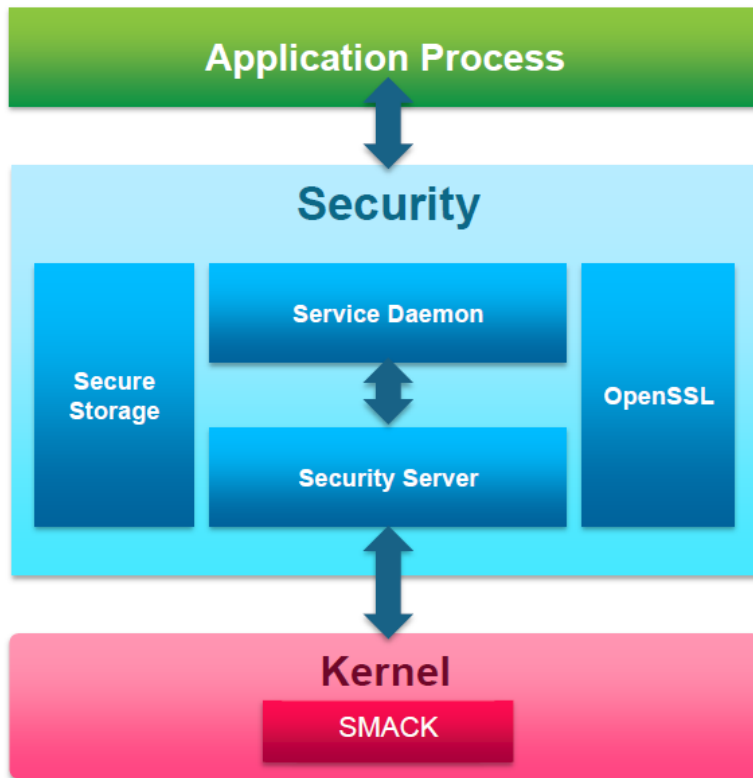 Application Process
Security
Service Daemon
Secure
Storage
OpenSSL
Security Server
Kernel
SMACK